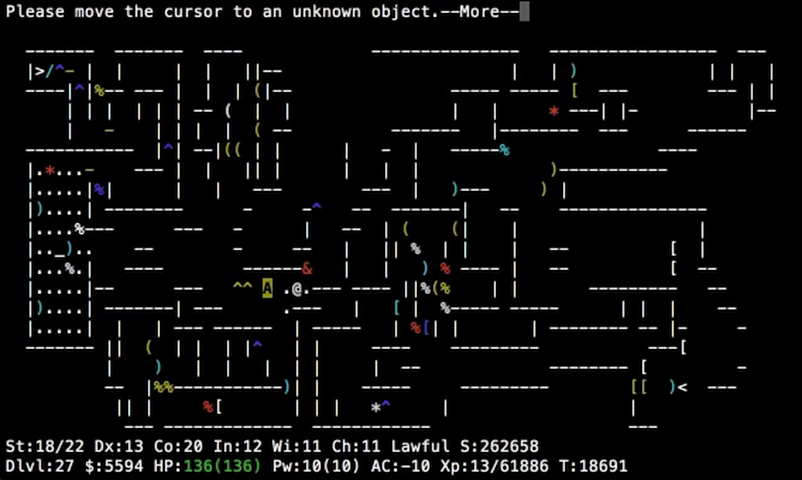 Please move the cursor to an unknown object.--More--
St:18/22 Dx:13 Co:20 In:12 Wi:11 Ch:11 Lawful S:262658
Dlvl:27 $:5594 HP:136(136) Pw:10(10) AC:-10 Xp:13/61886 T:18691